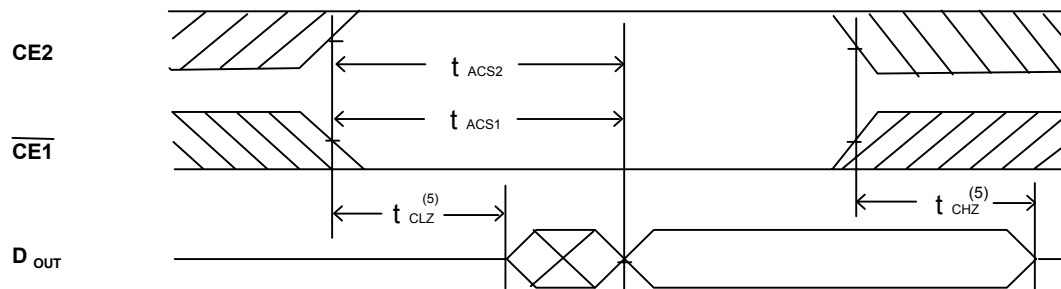 CE2
t ACS2
CE1
t ACS1
t CLZ (5)
t CHZ (5)
D OUT